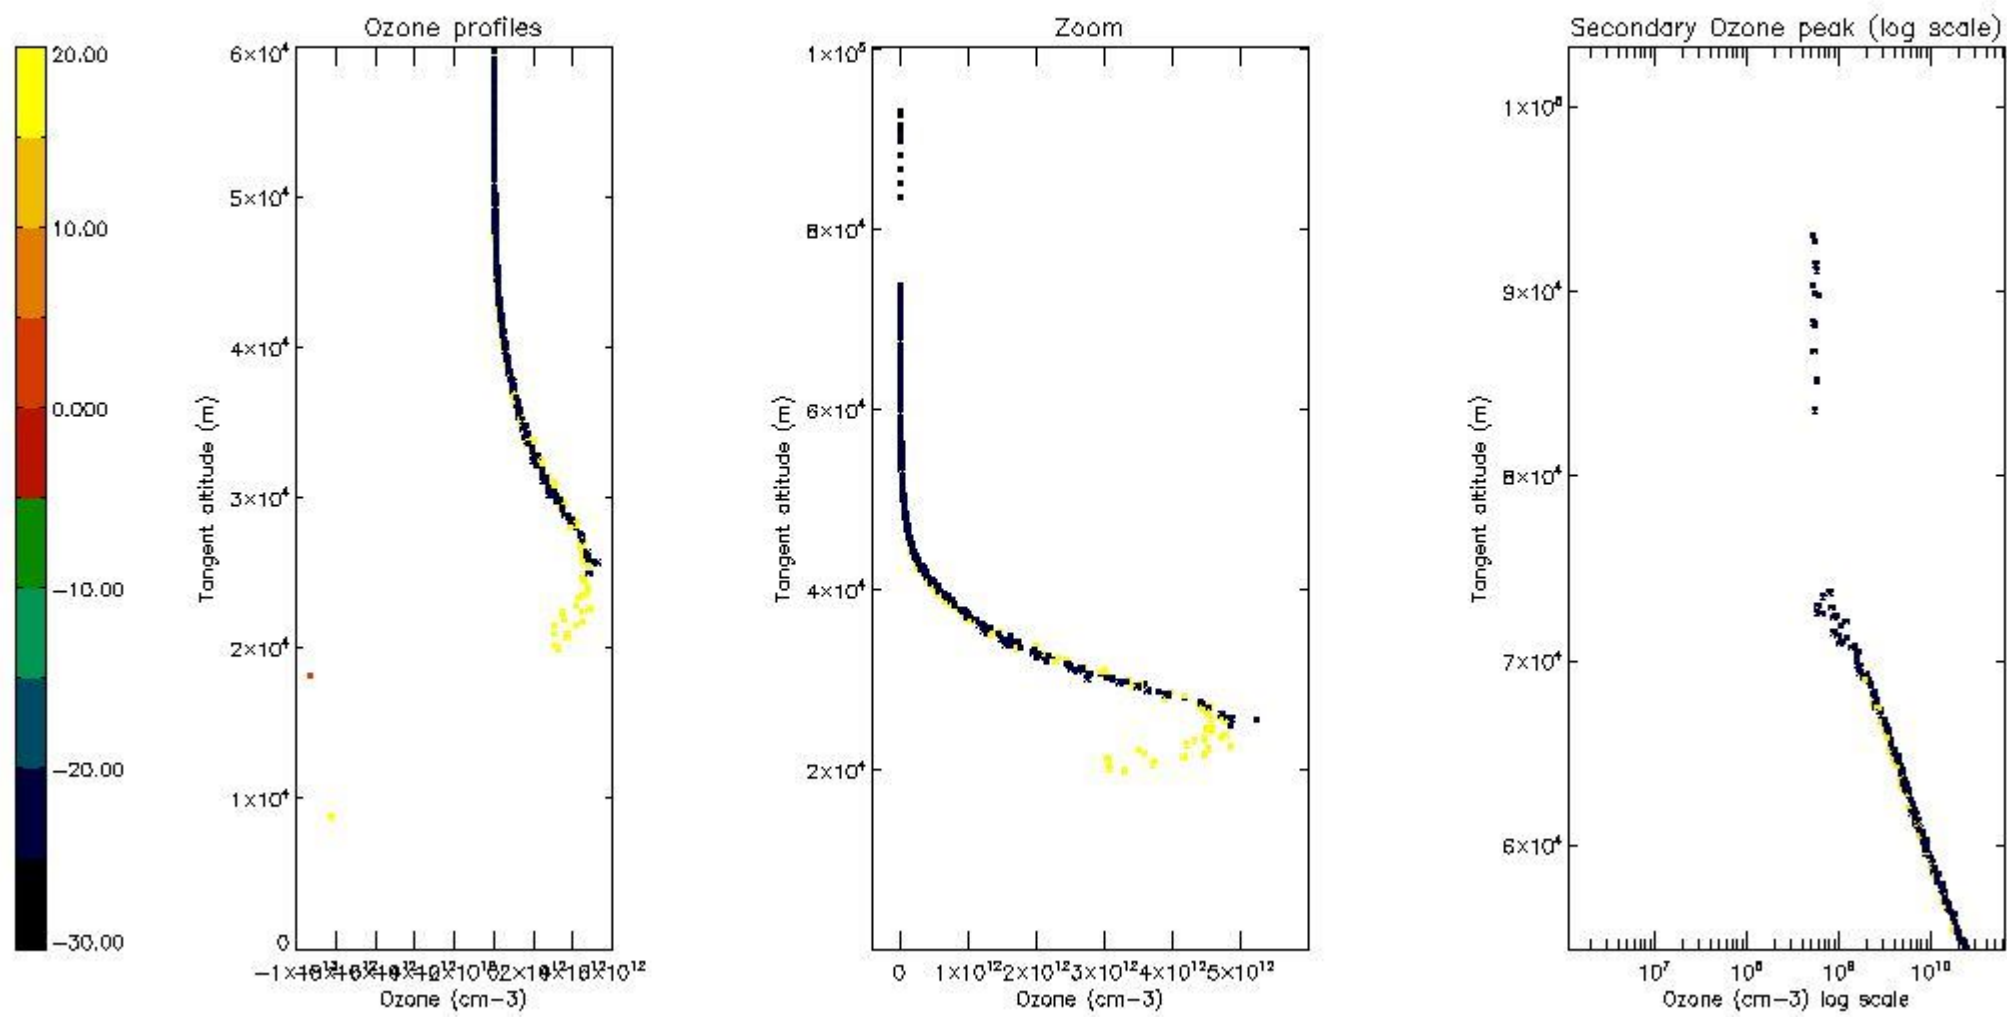 Ozone profiles
Zoom
Secondary Ozone peak (log scale)
20.00
10.00
0.000
-10.00
-20.00
-30.00
6×10⁴
5×10⁴
4×10⁴
3×10⁴
2×10⁴
1×10⁴
0
Tangent altitude (m)
Ozone (cm-3)
1×10⁵
8×10⁴
6×10⁴
4×10⁴
2×10⁴
Tangent altitude (m)
0 1×10¹² 2×10¹² 3×10¹² 4×10¹² 5×10¹²
Ozone (cm-3)
9×10⁴
8×10⁴
7×10⁴
6×10⁴
Tangent altitude (m)
10⁷ 10⁸ 10⁹ 10¹⁰
Ozone (cm-3) log scale